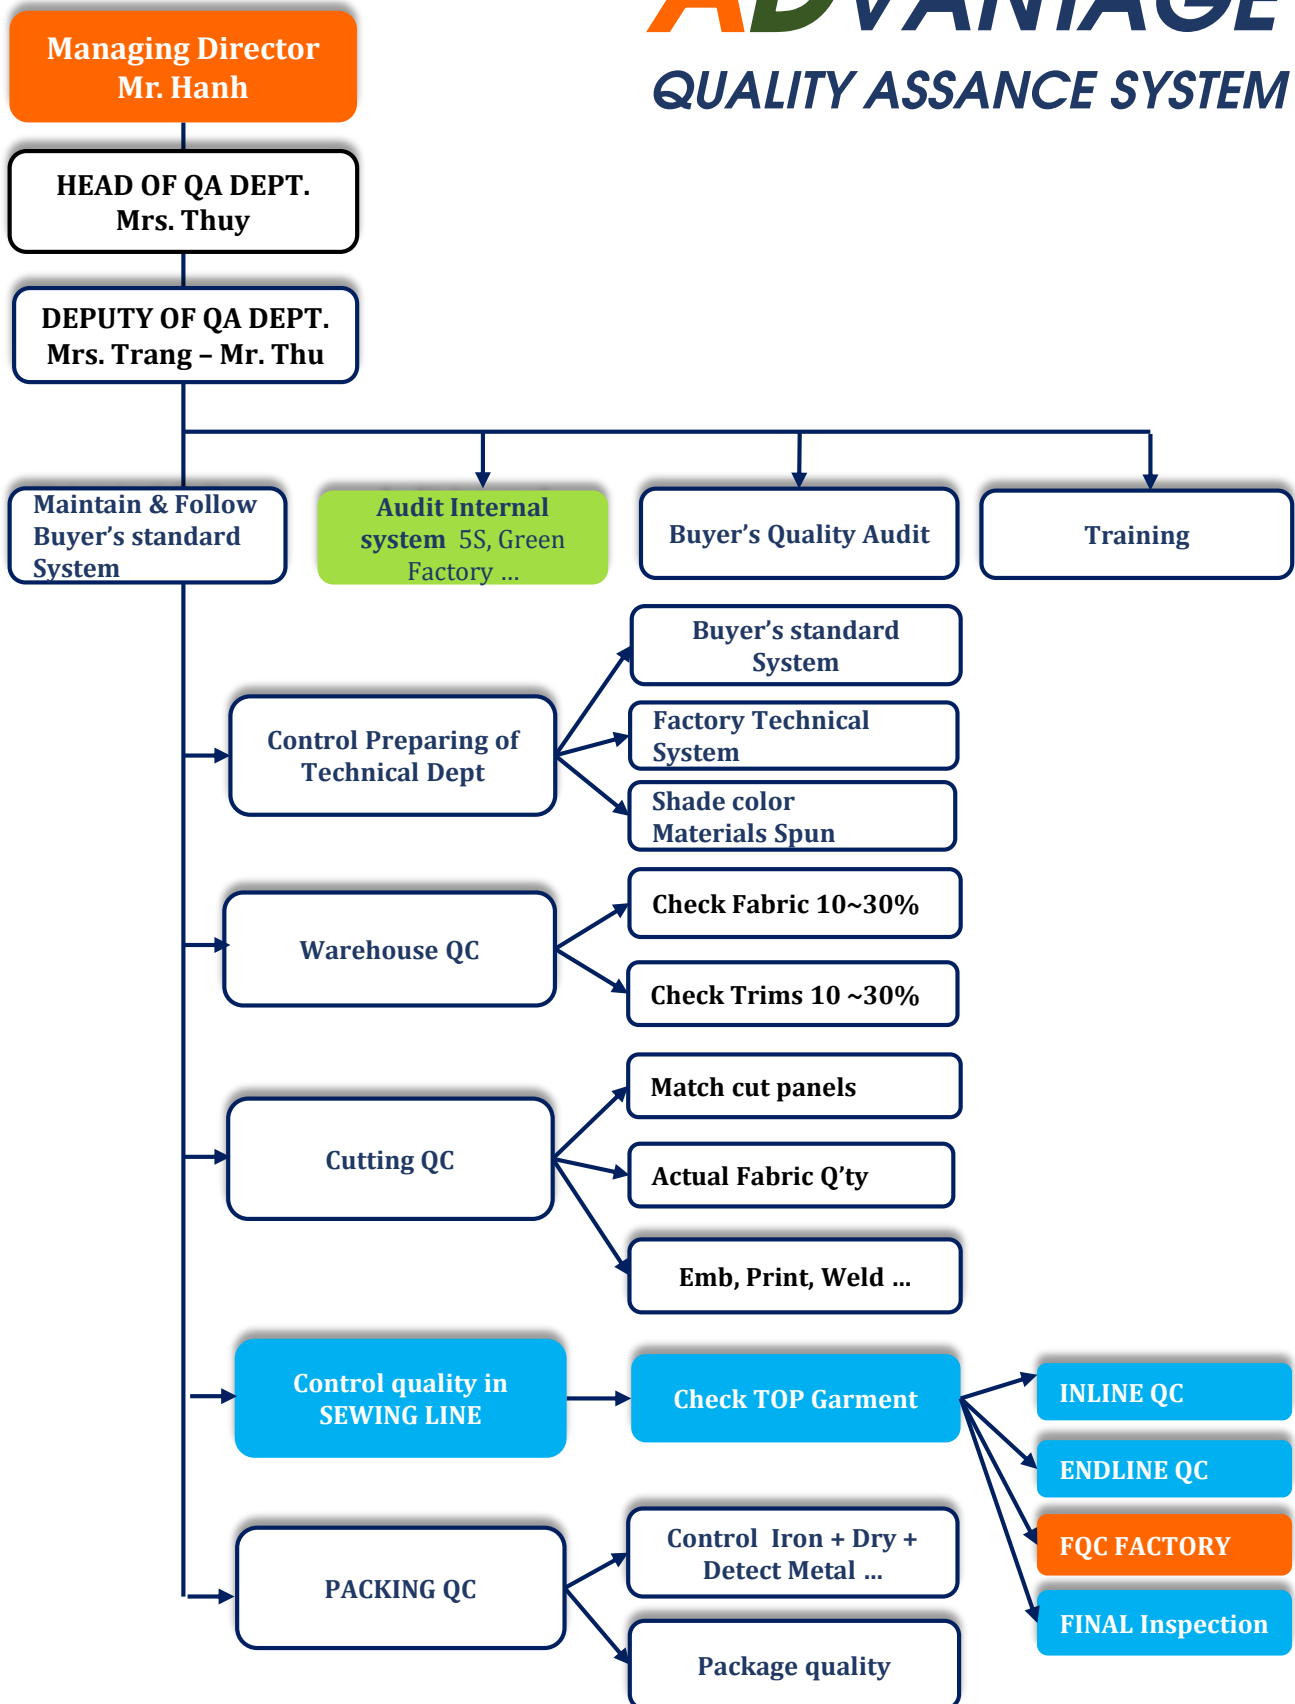 ADVANTAGE
QUALITY ASSANCE SYSTEM
Managing Director
Mr. Hanh
HEAD OF QA DEPT.
Mrs. Thuy
DEPUTY OF QA DEPT.
Mrs. Trang – Mr. Thu
Maintain & Follow
Buyer’s standard
System
Audit Internal
system 5S, Green
Factory ...
Buyer’s Quality Audit
Training
Control Preparing of
Technical Dept
Buyer’s standard
System
Factory Technical
System
Shade color
Materials Spun
Warehouse QC
Check Fabric 10~30%
Check Trims 10 ~30%
Cutting QC
Match cut panels
Actual Fabric Q’ty
Emb, Print, Weld ...
Control quality in
SEWING LINE
Check TOP Garment
INLINE QC
ENDLINE QC
FQC FACTORY
FINAL Inspection
PACKING QC
Control Iron + Dry +
Detect Metal ...
Package quality